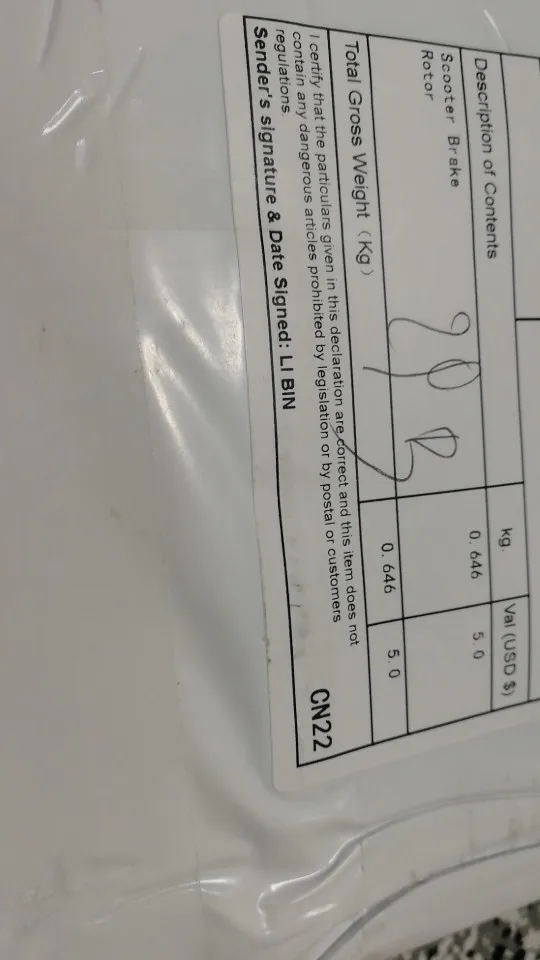 Description of Contents kg. Val (USD $)
Scooter Brake 0.646 5.0
Rotor
Total Gross Weight (Kg) 0.646 5.0
I certify that the particulars given in this declaration are correct and this item does not
contain any dangerous articles prohibited by legislation or by postal or customers
regulations.
Sender's signature & Date Signed: LI BIN
CN22